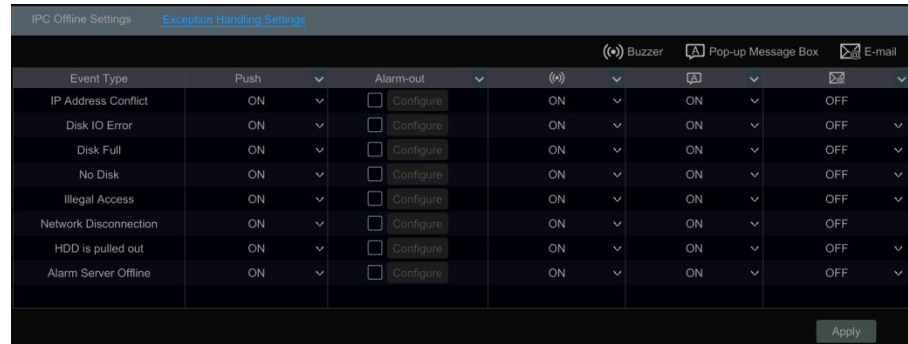 IPC Offline Settings Exception Handling Settings
Buzzer Pop-up Message Box E-mail
Event Type Push Alarm-out
IP Address Conflict ON Configure ON ON OFF
Disk IO Error ON Configure ON ON OFF
Disk Full ON Configure ON ON OFF
No Disk ON Configure ON ON OFF
Illegal Access ON Configure ON ON OFF
Network Disconnection ON Configure ON ON OFF
HDD is pulled out ON Configure ON ON OFF
Alarm Server Offline ON Configure ON ON OFF
Apply